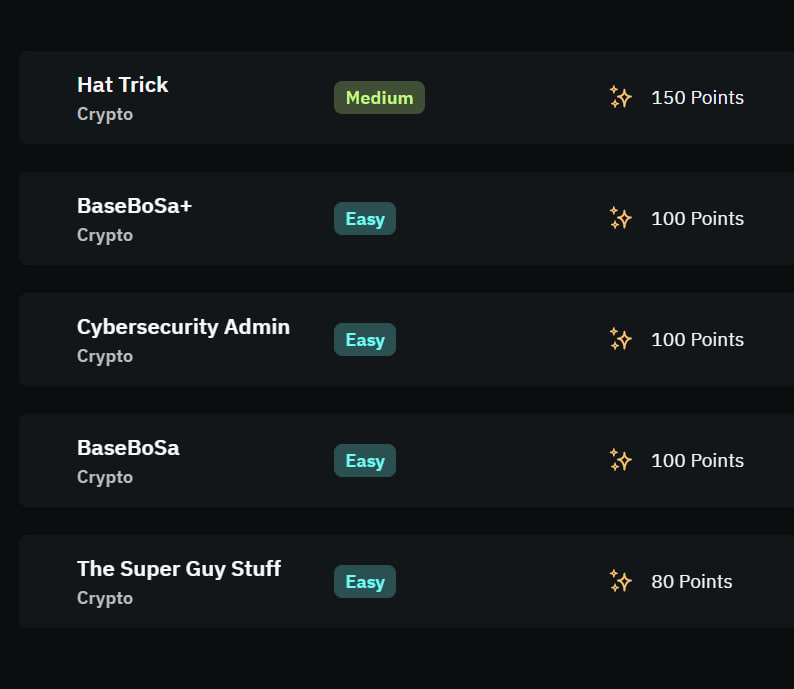 Hat Trick
Crypto
Medium
150 Points
BaseBoSa+
Crypto
Easy
100 Points
Cybersecurity Admin
Crypto
Easy
100 Points
BaseBoSa
Crypto
Easy
100 Points
The Super Guy Stuff
Crypto
Easy
80 Points